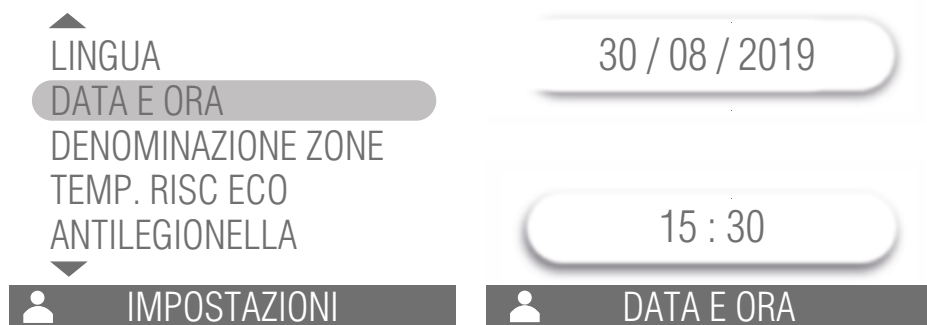 LINGUA
DATA E ORA
DENOMINAZIONE ZONE
TEMP. RISC ECO
ANTILEGIONELLA
IMPOSTAZIONI
30 / 08 / 2019
15 : 30
DATA E ORA